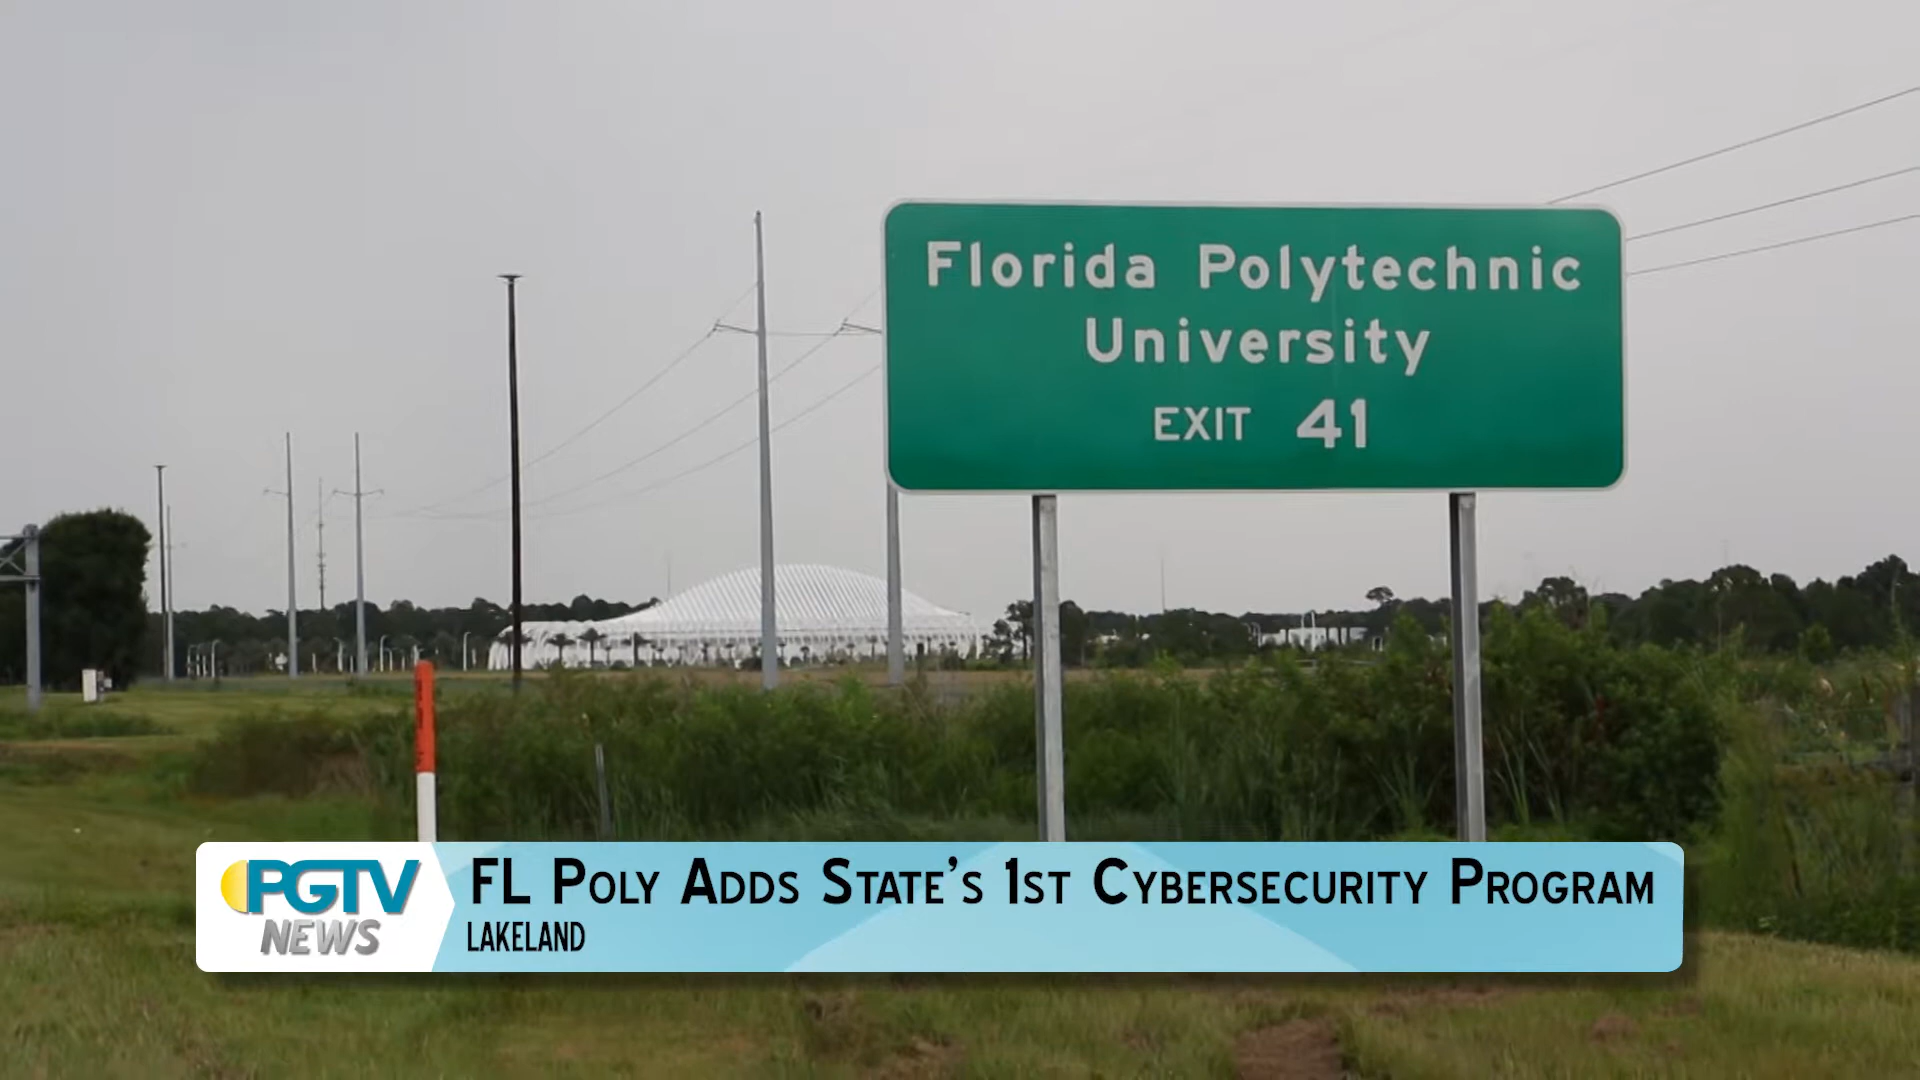 Florida Polytechnic
University
EXIT 41
PGTV
NEWS
FL Poly Adds State's 1st Cybersecurity Program
LAKELAND